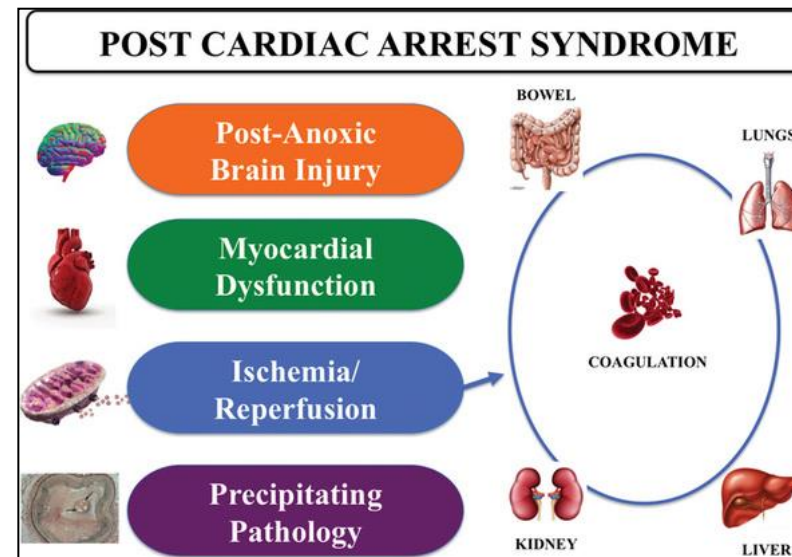 POST CARDIAC ARREST SYNDROME
Post-Anoxic
Brain Injury
Myocardial
Dysfunction
Ischemia/
Reperfusion
Precipitating
Pathology
BOWEL
LUNGS
COAGULATION
KIDNEY
LIVER